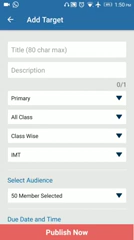 1:50 PM
Add Target
Title (80 char max)
Description
0/1
Primary
All Class
Class Wise
IMT
Select Audience
50 Member Selected
Due Date and Time
Publish Now